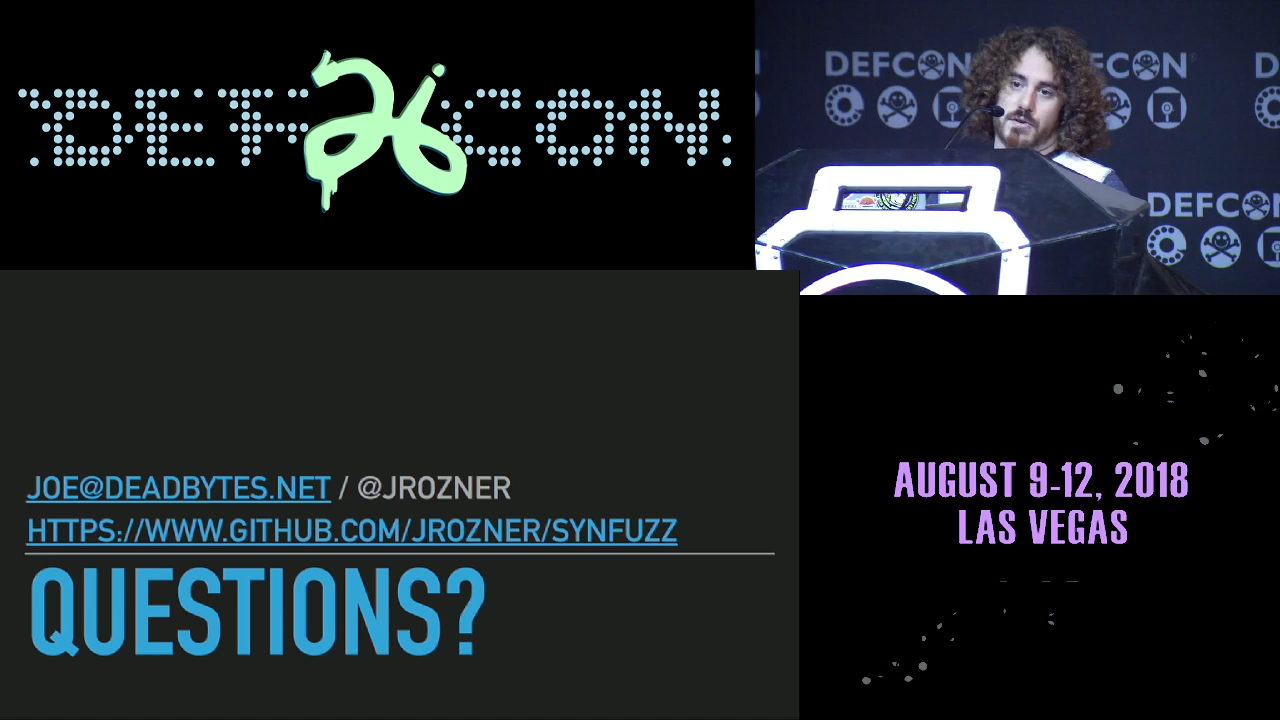 DEF 26 CON
DEFCON
DEFCON
JOE@DEADBYTES.NET / @JROZNER
HTTPS://WWW.GITHUB.COM/JROZNER/SYNFUZZ
QUESTIONS?
AUGUST 9-12, 2018
LAS VEGAS